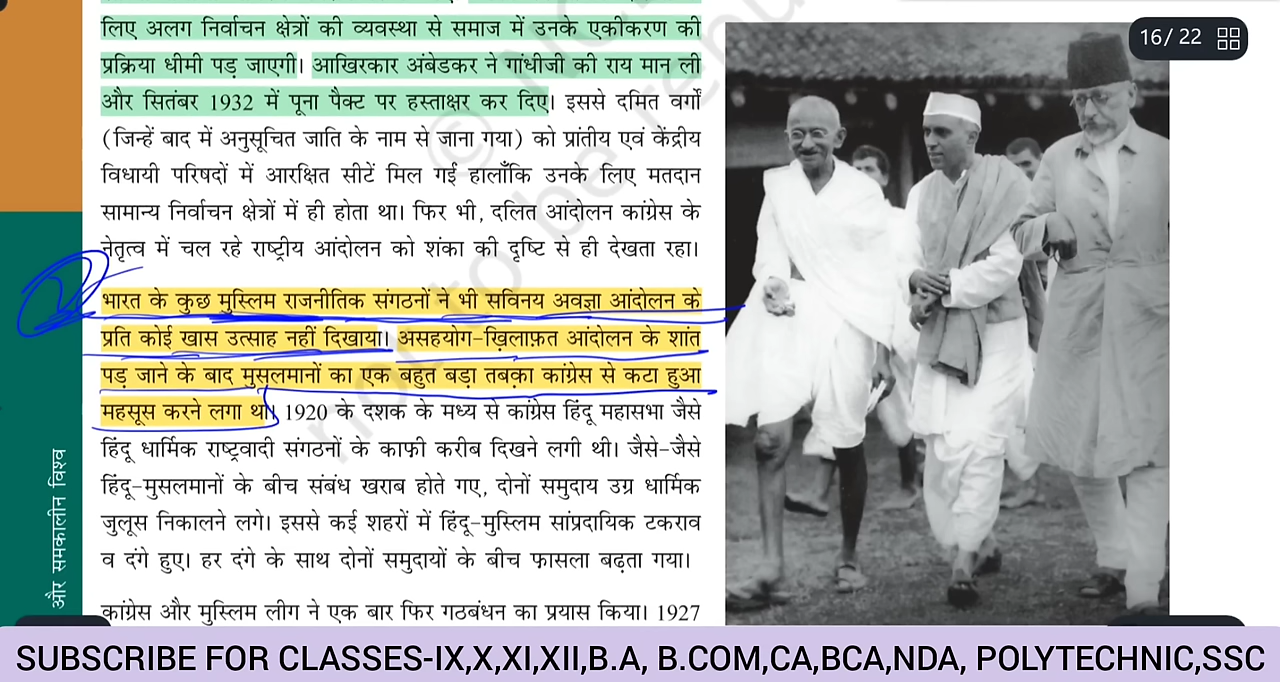 लिए अलग निर्वाचन क्षेत्रों की व्यवस्था से समाज में उनके एकीकरण की
प्रक्रिया धीमी पड़ जाएगी। आखिरकार अंबेडकर ने गांधीजी की राय मान ली
और सितंबर 1932 में पूना पैक्ट पर हस्ताक्षर कर दिए। इससे दमित वर्गों
(जिन्हें बाद में अनुसूचित जाति के नाम से जाना गया) को प्रांतीय एवं केंद्रीय
विधायी परिषदों में आरक्षित सीटें मिल गईं हालाँकि उनके लिए मतदान
सामान्य निर्वाचन क्षेत्रों में ही होता था। फिर भी, दलित आंदोलन कांग्रेस के
नेतृत्व में चल रहे राष्ट्रीय आंदोलन को शंका की दृष्टि से ही देखता रहा।
भारत के कुछ मुस्लिम राजनीतिक संगठनों ने भी सविनय अवज्ञा आंदोलन के
प्रति कोई खास उत्साह नहीं दिखाया। असहयोग-ख़िलाफ़त आंदोलन के शांत
पड़ जाने के बाद मुसलमानों का एक बहुत बड़ा तबक़ा कांग्रेस से कटा हुआ
महसूस करने लगा था। 1920 के दशक के मध्य से कांग्रेस हिंदू महासभा जैसे
हिंदू धार्मिक राष्ट्रवादी संगठनों के काफी करीब दिखने लगी थी। जैसे-जैसे
हिंदू-मुसलमानों के बीच संबंध खराब होते गए, दोनों समुदाय उग्र धार्मिक
जुलूस निकालने लगे। इससे कई शहरों में हिंदू-मुस्लिम सांप्रदायिक टकराव
व दंगे हुए। हर दंगे के साथ दोनों समुदायों के बीच फासला बढ़ता गया।
कांग्रेस और मुस्लिम लीग ने एक बार फिर गठबंधन का प्रयास किया। 1927
16/ 22
और समकालीन विश्व
not to be repu
SUBSCRIBE FOR CLASSES-IX,X,XI,XII,B.A, B.COM,CA,BCA,NDA, POLYTECHNIC,SSC